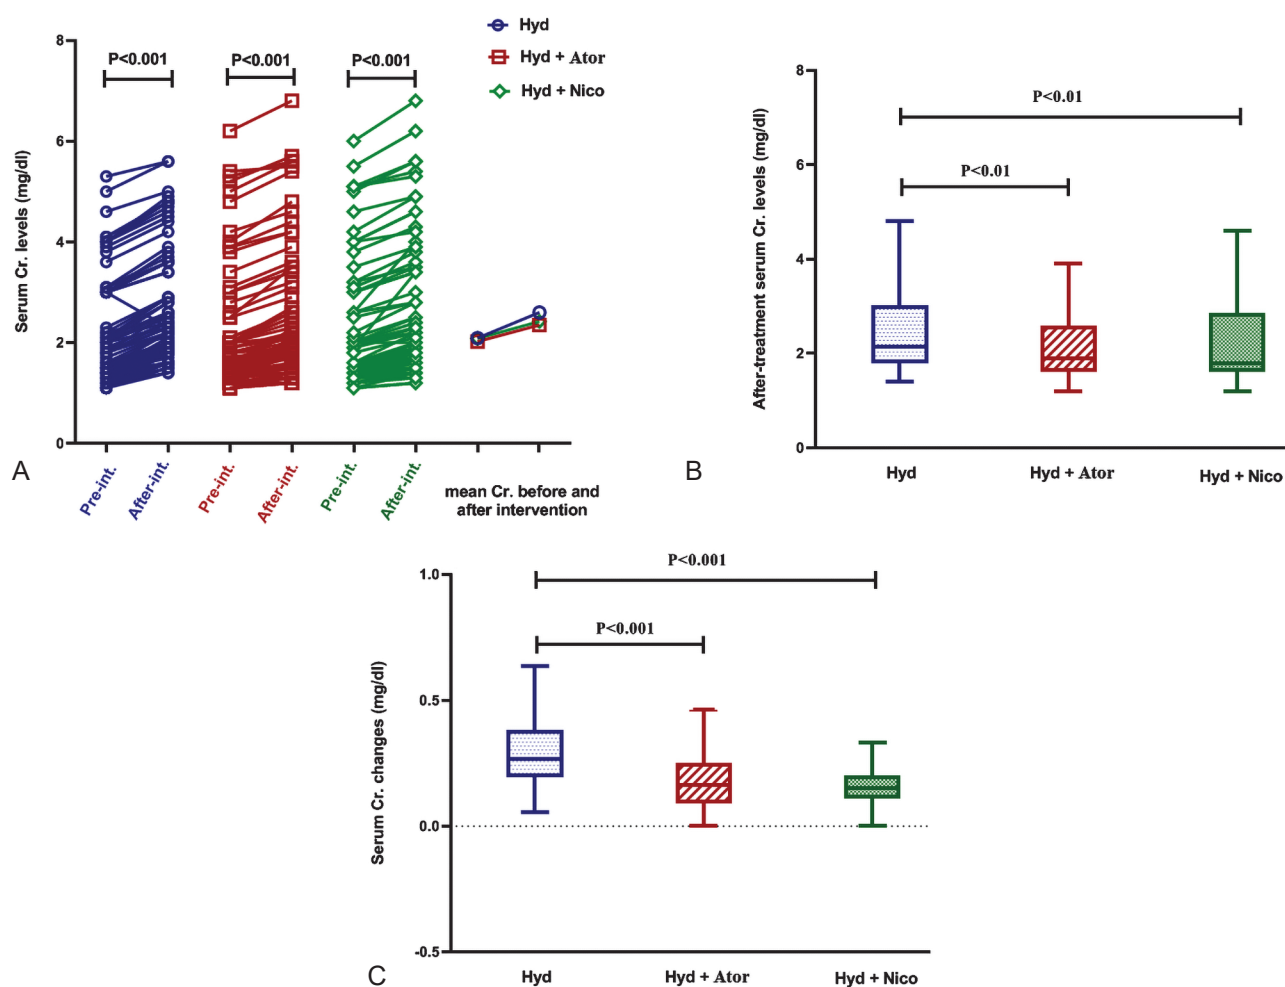 Hyd
Hyd + Ator
Hyd + Nico
8
6
4
2
0
Serum Cr. levels (mg/dl)
P<0.001
P<0.001
P<0.001
Pre-int.
After-int.
Pre-int.
After-int.
Pre-int.
After-int.
mean Cr. before and
after intervention
A
8
6
4
2
0
After-treatment serum Cr. levels (mg/dl)
P<0.01
P<0.01
Hyd
Hyd + Ator
Hyd + Nico
B
1.0
0.5
0.0
-0.5
Serum Cr. changes (mg/dl)
P<0.001
P<0.001
Hyd
Hyd + Ator
Hyd + Nico
C